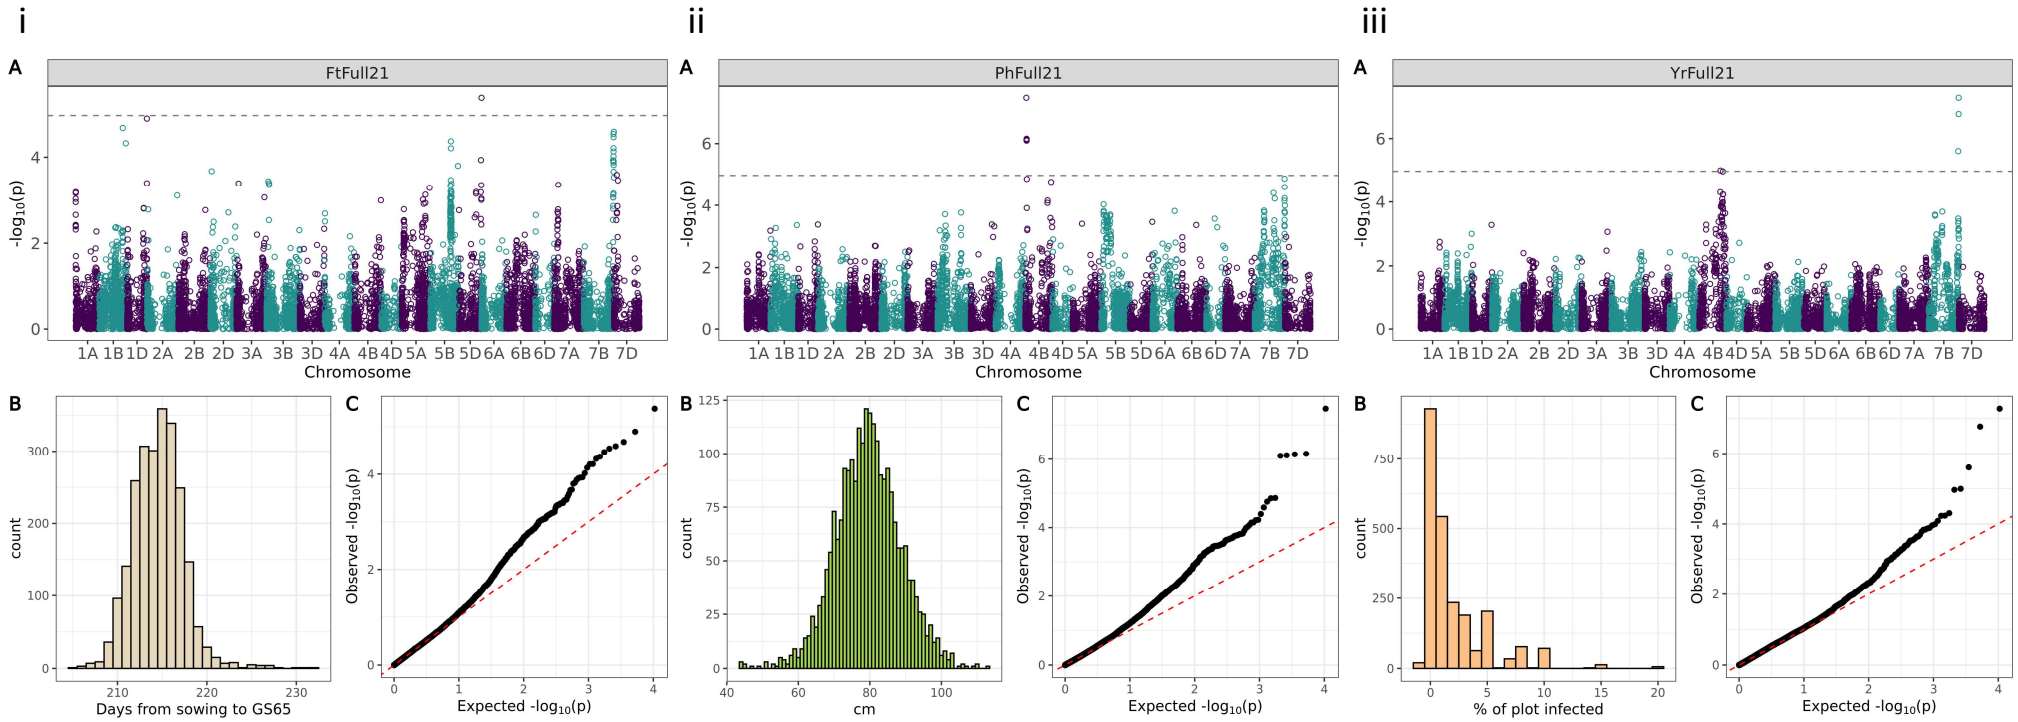 i
ii
iii
A
FtFull21
-log10(p)
4
2
0
1A 1B 1D 2A 2B 2D 3A 3B 3D 4A 4B 4D 5A 5B 5D 6A 6B 6D 7A 7B 7D
Chromosome
B
count
300
200
100
0
210 220 230
Days from sowing to GS65
C
Observed -log10(p)
4
2
0
0 1 2 3 4
Expected -log10(p)
A
PhFull21
-log10(p)
6
4
2
0
1A 1B 1D 2A 2B 2D 3A 3B 3D 4A 4B 4D 5A 5B 5D 6A 6B 6D 7A 7B 7D
Chromosome
B
count
125
100
75
50
25
0
40 60 80 100
cm
C
Observed -log10(p)
6
4
2
0
0 1 2 3 4
Expected -log10(p)
A
YrFull21
-log10(p)
6
4
2
0
1A 1B 1D 2A 2B 2D 3A 3B 3D 4A 4B 4D 5A 5B 5D 6A 6B 6D 7A 7B 7D
Chromosome
B
count
750
500
250
0
0 5 10 15 20
% of plot infected
C
Observed -log10(p)
6
4
2
0
0 1 2 3 4
Expected -log10(p)